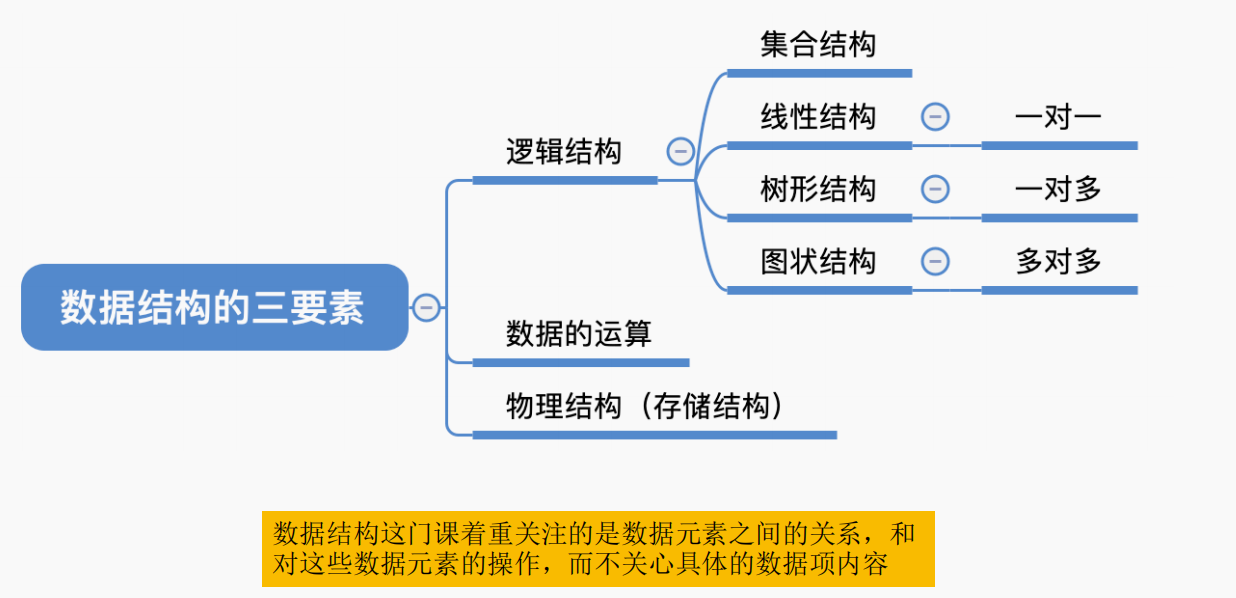 集合结构
线性结构
一对一
逻辑结构
树形结构
一对多
图状结构
多对多
数据结构的三要素
数据的运算
物理结构（存储结构）
数据结构这门课着重关注的是数据元素之间的关系，和
对这些数据元素的操作，而不关心具体的数据项内容